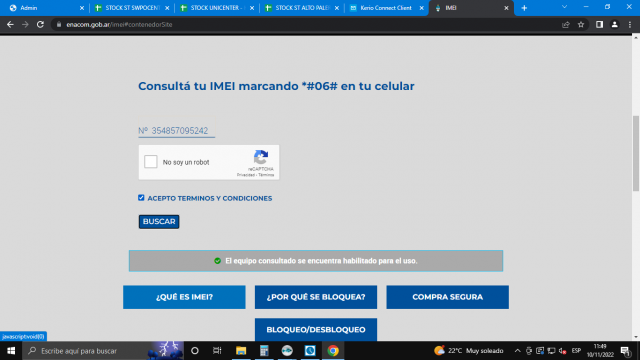 Admin
STOCK ST SWPOCEN
STOCK UNICENTER -
STOCK ST ALTO PALE
Kerio Connect Client
IMEI
enacom.gob.ar/imei#contenedorSite
Consultá tu IMEI marcando *#06# en tu celular
Nº 354857095242
No soy un robot
reCAPTCHA
Privacidad - Términos
ACEPTO TERMINOS Y CONDICIONES
BUSCAR
El equipo consultado se encuentra habilitado para el uso.
¿QUÉ ES IMEI?
¿POR QUÉ SE BLOQUEA?
COMPRA SEGURA
BLOQUEO/DESBLOQUEO
javascript:void(0)
Escribe aquí para buscar
22°C Muy soleado
ESP
11:49
10/11/2022